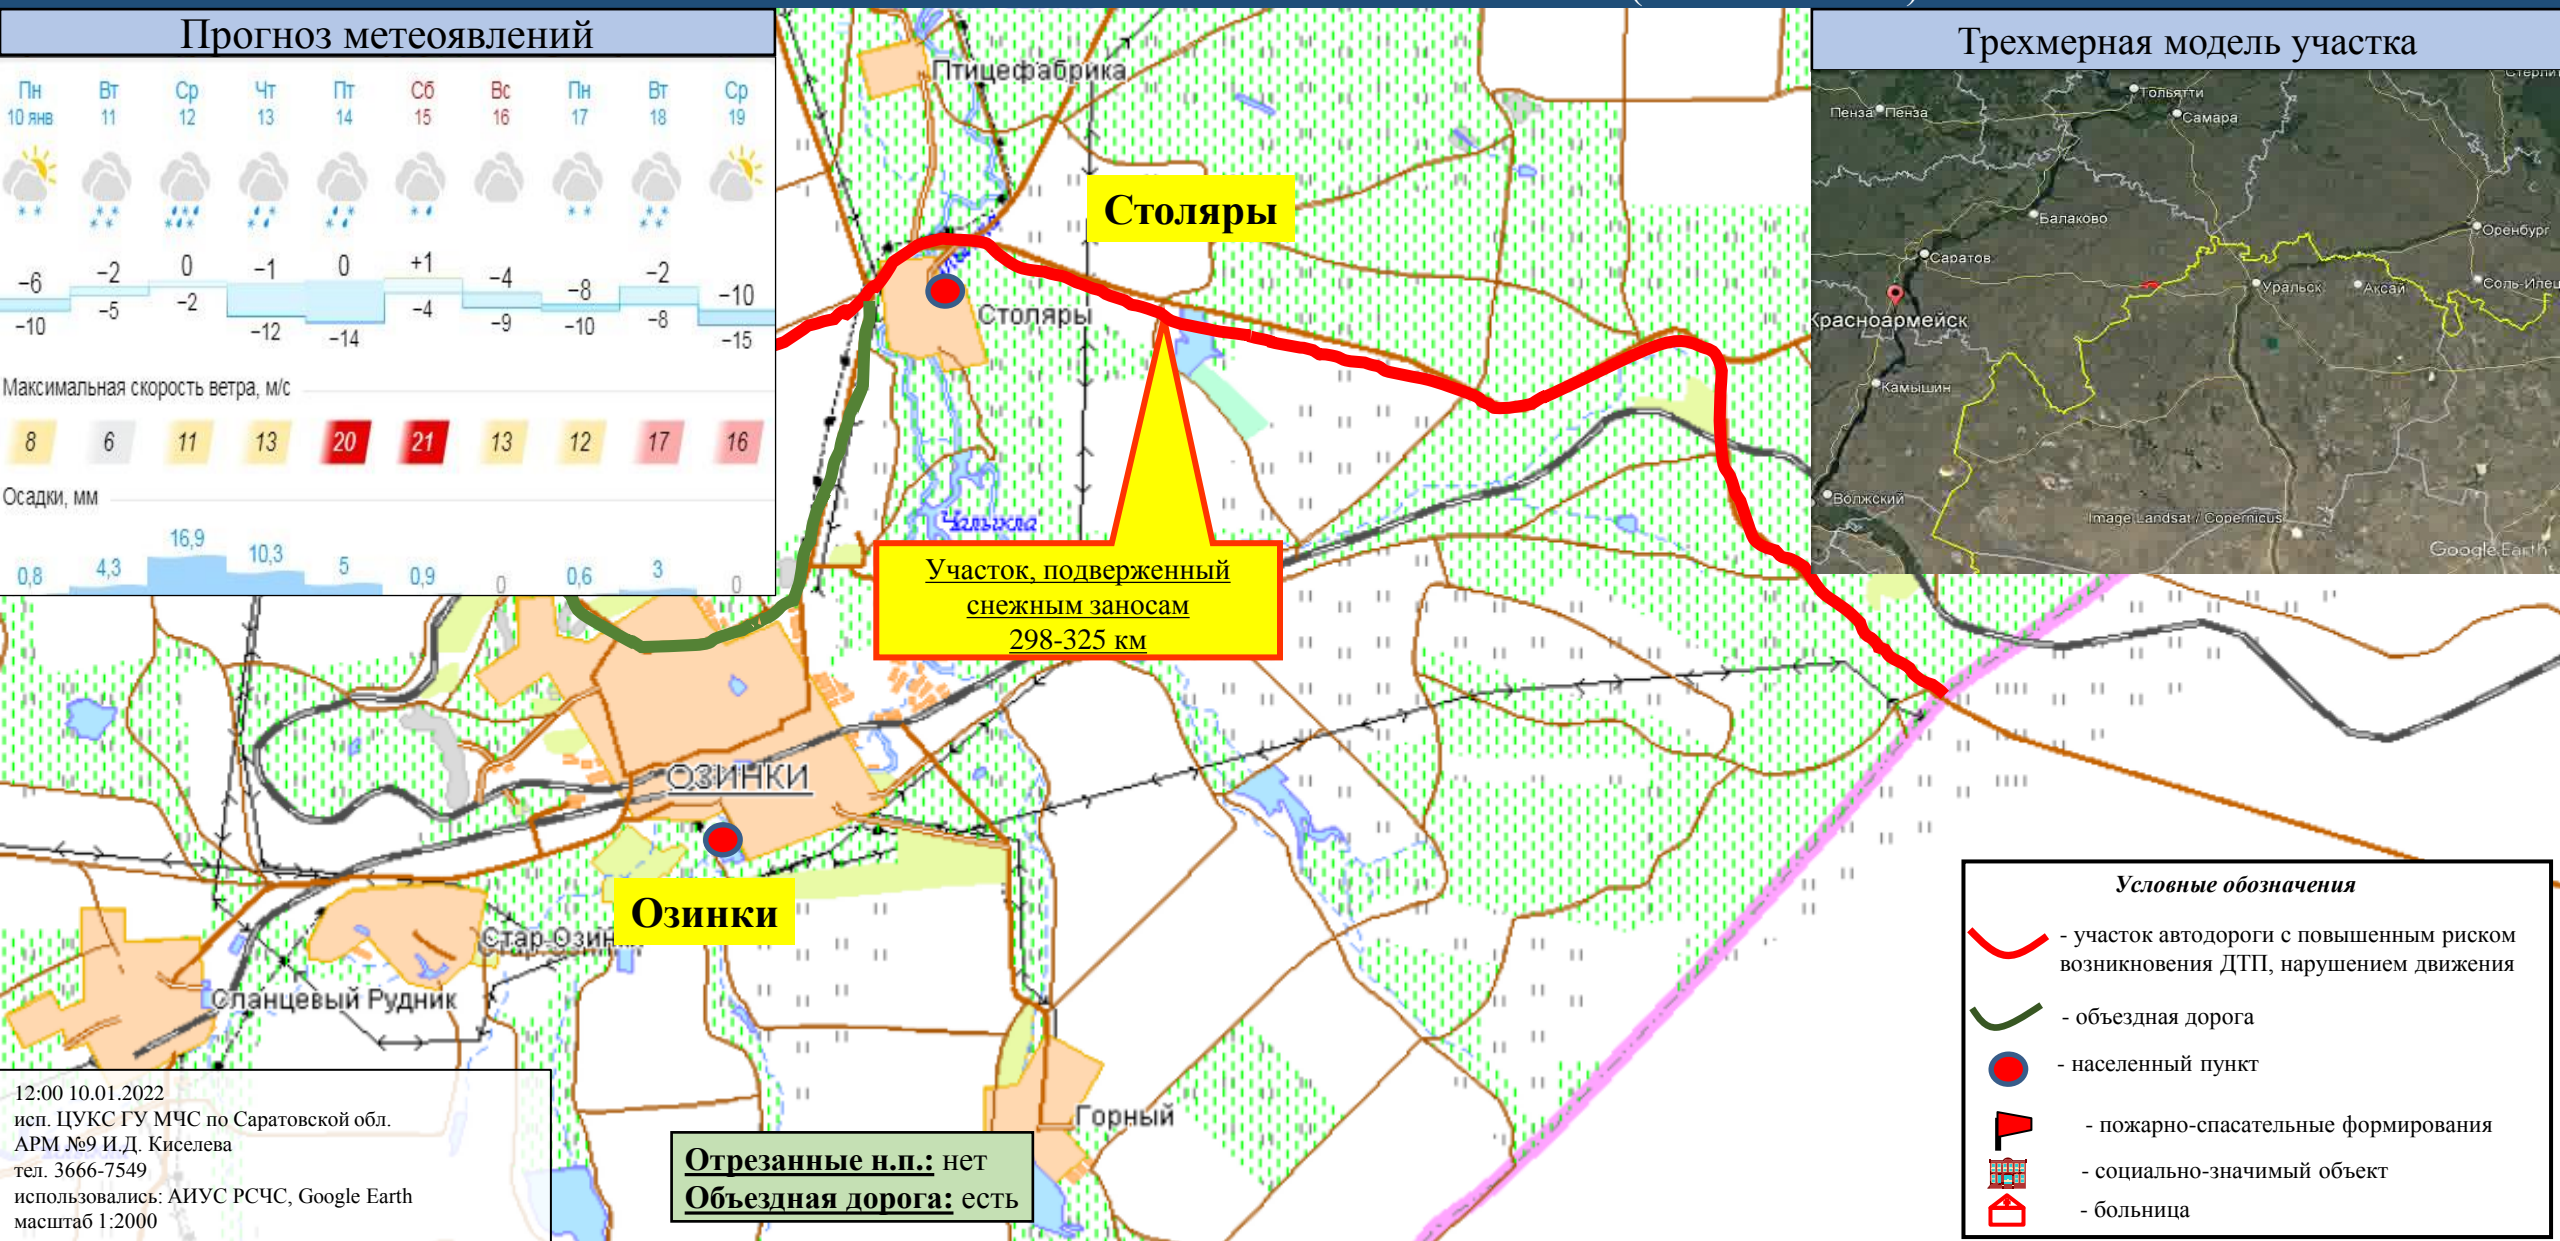 Прогноз метеоявлений
Пн Вт Ср Чт Пт Сб Вс Пн Вт Ср
10 янв 11 12 13 14 15 16 17 18 19
−6 −2 0 −1 0 +1 −4 −8 −2 −10
−10 −5 −2 −12 −14 −4 −9 −10 −8 −15
Максимальная скорость ветра, м/с
8 6 11 13 20 21 13 12 17 16
Осадки, мм
0,8 4,3 16,9 10,3 5 0,9 0 0,6 3 0
Птицефабрика
Столяры
Столяры
Чалыкла
Участок, подверженный
снежным заносам
298-325 км
ОЗИНКИ
Озинки
Стар-Озинки
Сланцевый Рудник
Горный
Трехмерная модель участка
Пенза Пенза
Тольятти
Самара
Балаково
Оренбург
Саратов
Уральск
Аксай
Соль-Илец
Красноармейск
Камышин
Волжский
Image Landsat / Copernicus
Google Earth
12:00 10.01.2022
исп. ЦУКС ГУ МЧС по Саратовской обл.
АРМ №9 И.Д. Киселева
тел. 3666-7549
использовались: АИУС РСЧС, Google Earth
масштаб 1:2000
Отрезанные н.п.: нет
Объездная дорога: есть
Условные обозначения
- участок автодороги с повышенным риском
возникновения ДТП, нарушением движения
- объездная дорога
- населенный пункт
- пожарно-спасательные формирования
- социально-значимый объект
- больница